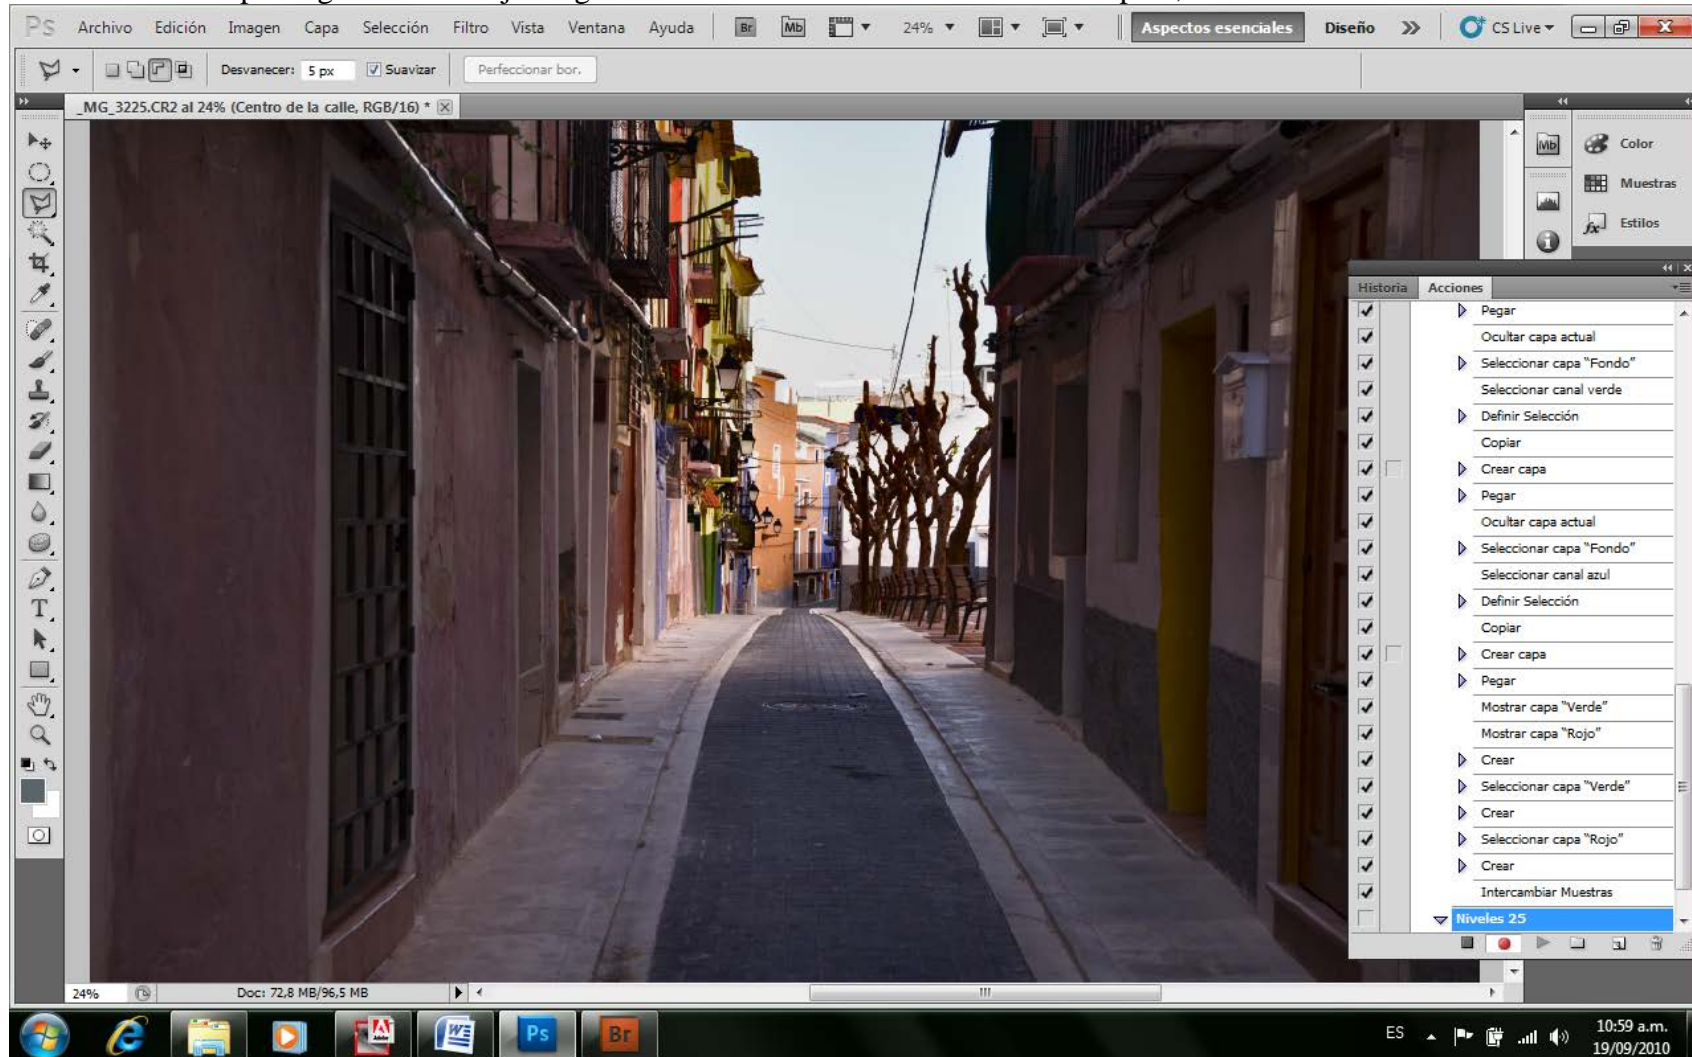 Ps Archivo Edición Imagen Capa Selección Filtro Vista Ventana Ayuda Br Mb 24% Aspectos esenciales Diseño CS Live
Desvanecer: 5 px Suavizar Perfeccionar bor.
_MG_3225.CR2 al 24% (Centro de la calle, RGB/16) *
Mb Color
Muestras
Estilos
Historia Acciones
Pegar
Ocultar capa actual
Seleccionar capa "Fondo"
Seleccionar canal verde
Definir Selección
Copiar
Crear capa
Pegar
Ocultar capa actual
Seleccionar capa "Fondo"
Seleccionar canal azul
Definir Selección
Copiar
Crear capa
Pegar
Mostrar capa "Verde"
Mostrar capa "Rojo"
Crear
Seleccionar capa "Verde"
Crear
Seleccionar capa "Rojo"
Crear
Intercambiar Muestras
Niveles 25
24% Doc: 72,8 MB/96,5 MB
Ps Br ES 10:59 a.m.
19/09/2010